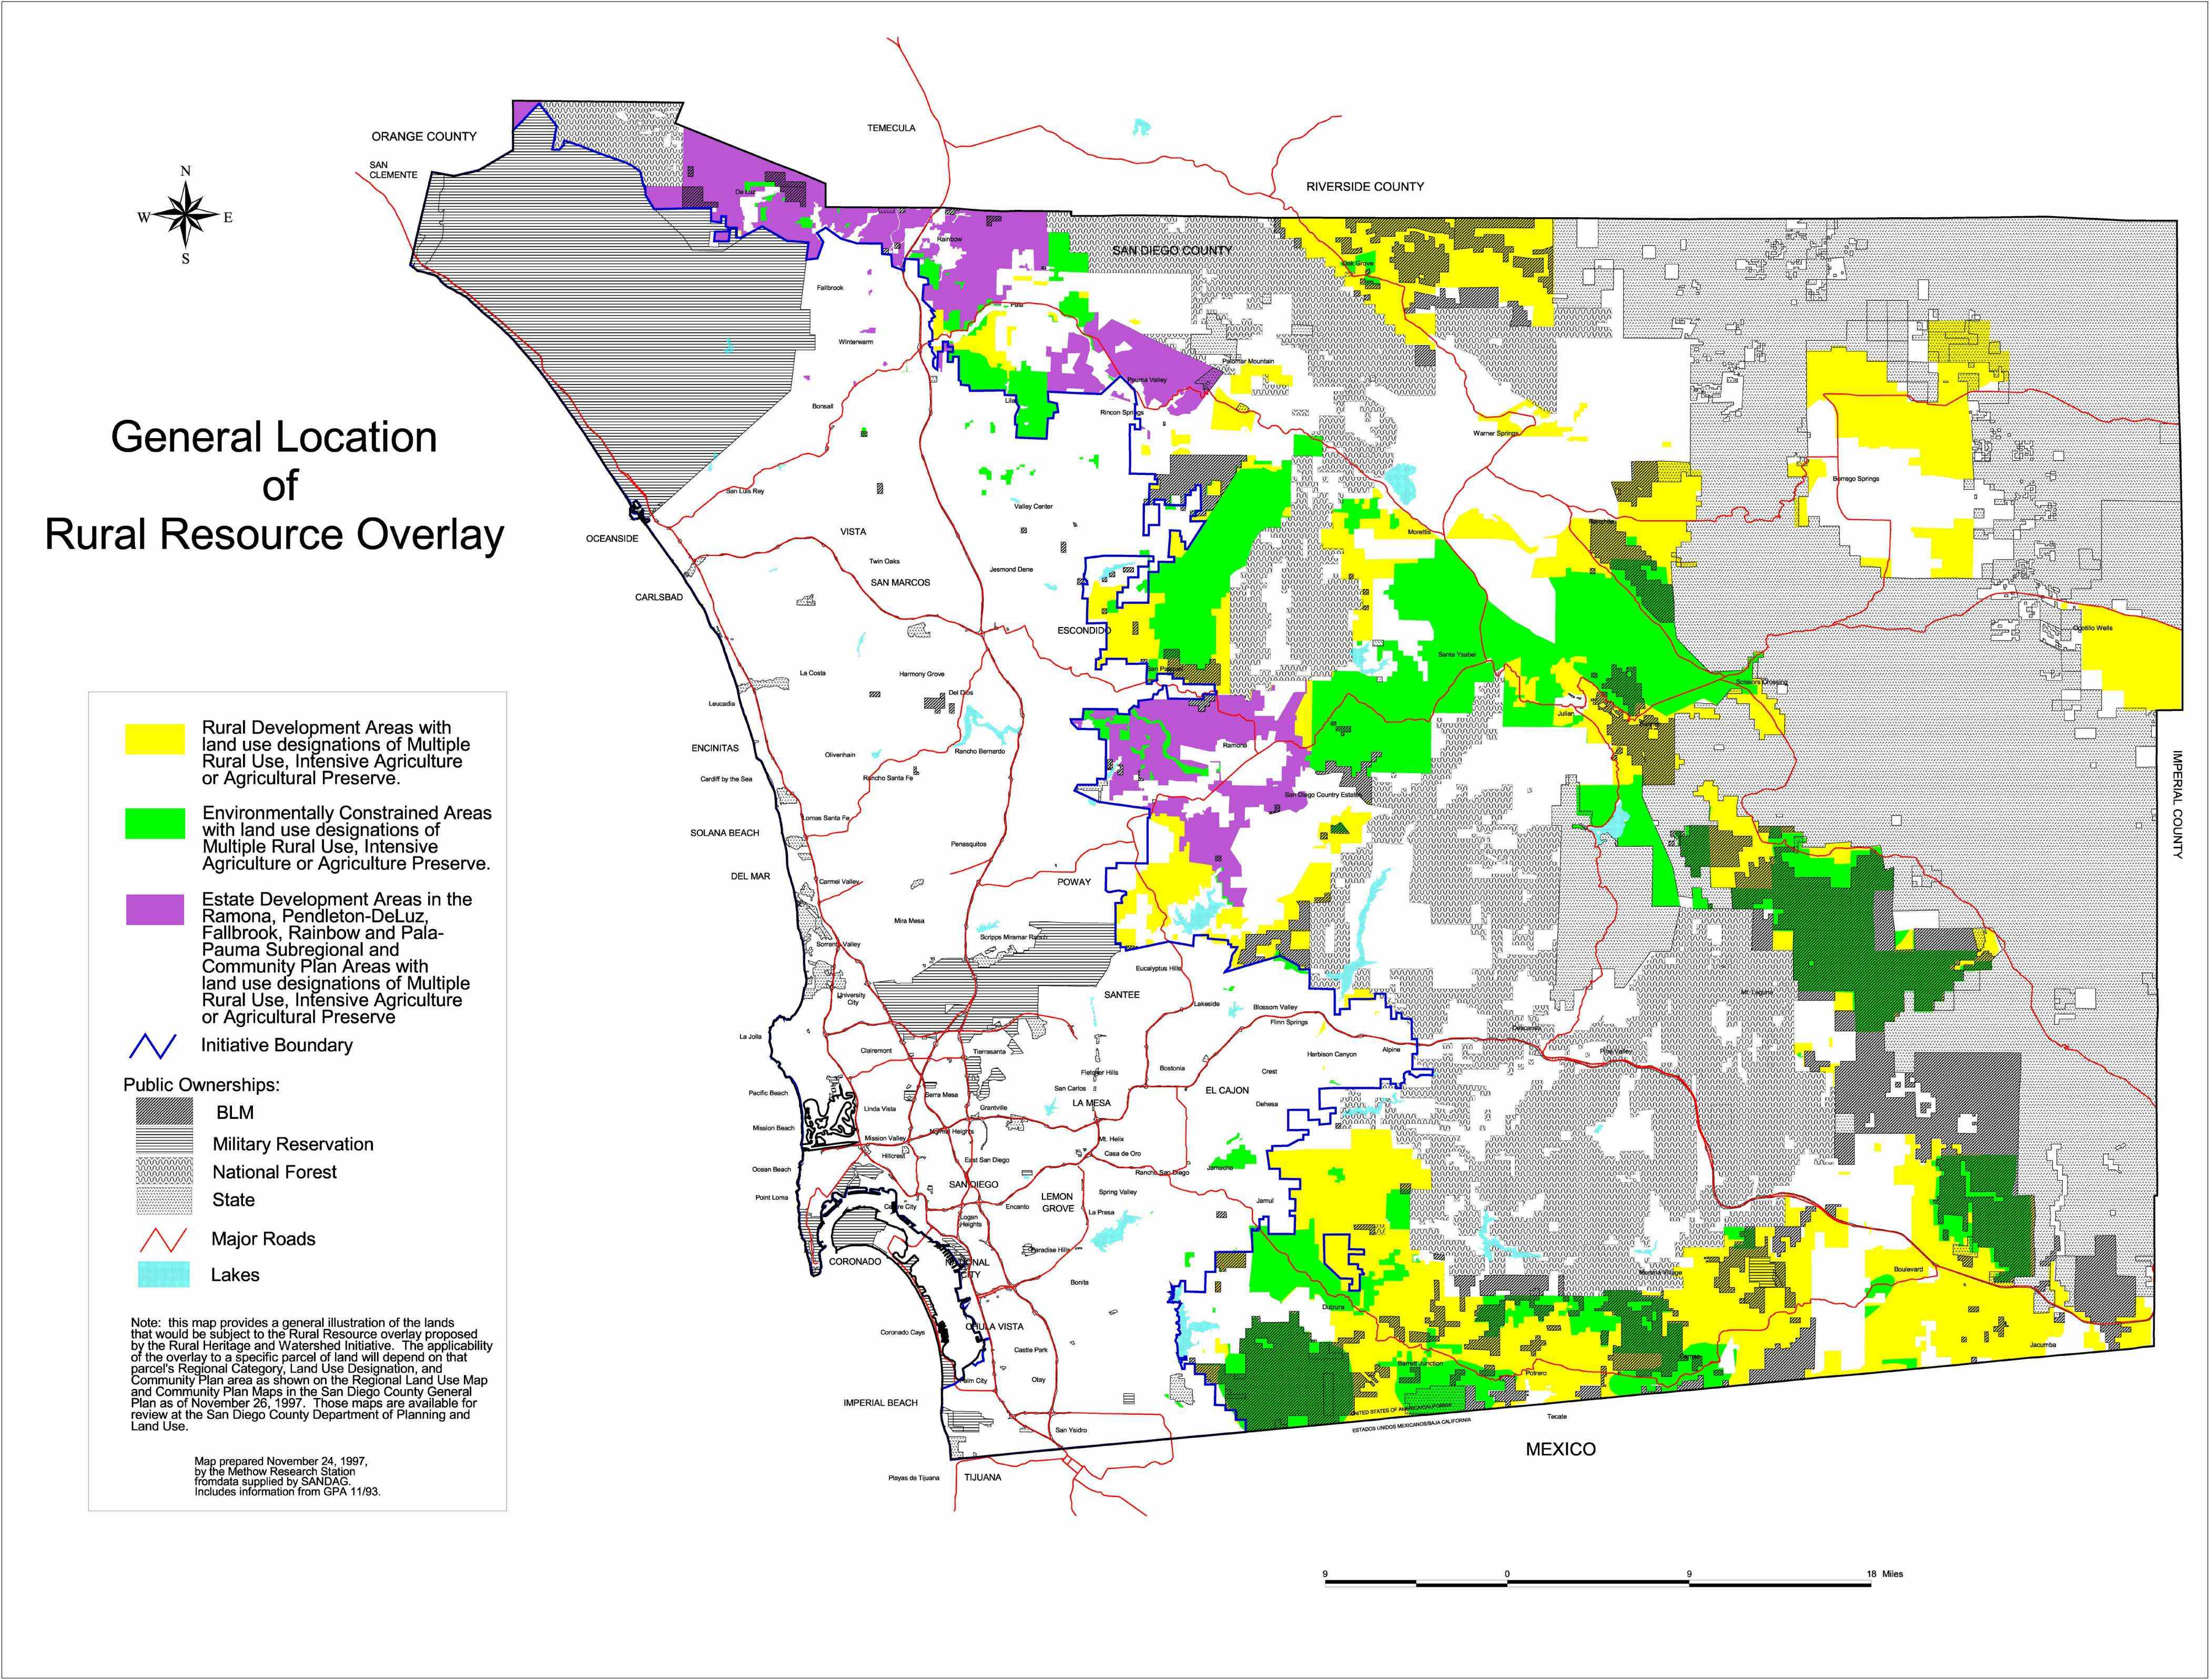 General Location
of
Rural Resource Overlay
N
W
E
S
ORANGE COUNTY
SAN
CLEMENTE
TEMECULA
RIVERSIDE COUNTY
SAN DIEGO COUNTY
IMPERIAL COUNTY
De Luz
Rainbow
Oak Grove
Fallbrook
Pala
Winterwarm
Palomar Mountain
Pauma Valley
Bonsall
Rincon Springs
Warner Springs
Borrego Springs
San Luis Rey
Valley Center
OCEANSIDE
VISTA
Morettis
Twin Oaks
Jesmond Dene
SAN MARCOS
CARLSBAD
ESCONDIDO
Ocotillo Wells
Santa Ysabel
La Costa
Harmony Grove
Scissors Crossing
Del Dios
Leucadia
Julian
ENCINITAS
Olivenhain
Rancho Bernardo
Ramona
Cardiff by the Sea
Rancho Santa Fe
San Diego Country Estates
Lomas Santa Fe
SOLANA BEACH
Penasquitos
DEL MAR
Carmel Valley
POWAY
Mira Mesa
Scripps Miramar Ranch
Sorrento Valley
Eucalyptus Hills
University
City
SANTEE
Lakeside
Blossom Valley
Mt. Laguna
Flinn Springs
La Jolla
Descanso
Clairemont
Tierrasanta
Harbison Canyon
Alpine
Pine Valley
Fletcher Hills
Bostonia
Crest
Pacific Beach
Serra Mesa
San Carlos
EL CAJON
Linda Vista
Grantville
LA MESA
Dehesa
Mission Beach
Mission Valley
Normal Heights
Mt. Helix
Hillcrest
East San Diego
Casa de Oro
Ocean Beach
Rancho San Diego
Jamacha
Point Loma
SAN DIEGO
LEMON
GROVE
Spring Valley
Jamul
Centre City
Encanto
La Presa
Logan
Heights
Paradise Hills
CORONADO
NATIONAL
CITY
Bonita
Morena Village
Boulevard
Coronado Cays
CHULA VISTA
Dulzura
Castle Park
Barrett Junction
Jacumba
Palm City
Otay
Potrero
IMPERIAL BEACH
San Ysidro
UNITED STATES OF AMERICA/CALIFORNIA
ESTADOS UNIDOS MEXICANOS/BAJA CALIFORNIA
Tecate
MEXICO
Playas de Tijuana
TIJUANA
Rural Development Areas with
land use designations of Multiple
Rural Use, Intensive Agriculture
or Agricultural Preserve.
Environmentally Constrained Areas
with land use designations of
Multiple Rural Use, Intensive
Agriculture or Agriculture Preserve.
Estate Development Areas in the
Ramona, Pendleton-DeLuz,
Fallbrook, Rainbow and Pala-
Pauma Subregional and
Community Plan Areas with
land use designations of Multiple
Rural Use, Intensive Agriculture
or Agricultural Preserve
Initiative Boundary
Public Ownerships:
BLM
Military Reservation
National Forest
State
Major Roads
Lakes
Note: this map provides a general illustration of the lands
that would be subject to the Rural Resource overlay proposed
by the Rural Heritage and Watershed Initiative. The applicability
of the overlay to a specific parcel of land will depend on that
parcel's Regional Category, Land Use Designation, and
Community Plan area as shown on the Regional Land Use Map
and Community Plan Maps in the San Diego County General
Plan as of November 26, 1997. Those maps are available for
review at the San Diego County Department of Planning and
Land Use.
Map prepared November 24, 1997,
by the Methow Research Station
fromdata supplied by SANDAG.
Includes information from GPA 11/93.
9 0 9 18 Miles